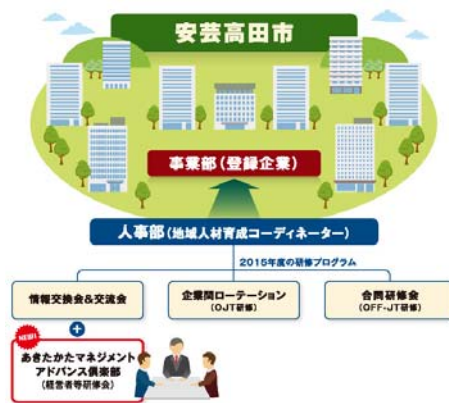 安芸高田市
事業部(登録企業)
人事部(地域人材育成コーディネーター)
2015年度の研修プログラム
情報交換会&交流会
企業間ローテーション
(OJT研修)
合同研修会
(OFF-JT研修)
+
NEW!
あきたかたマネジメント
アドバンス倶楽部
(経営者等研修会)